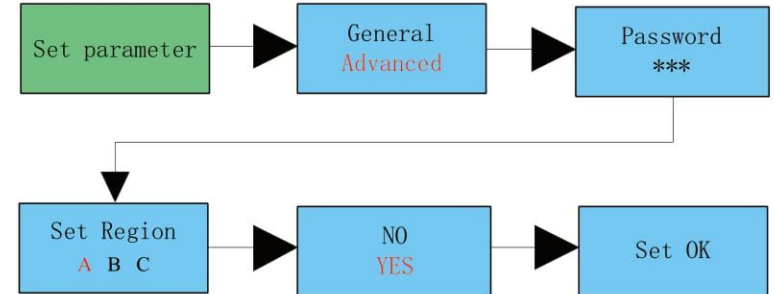 Set parameter
General
Advanced
Password
***
Set Region
A B C
NO
YES
Set OK